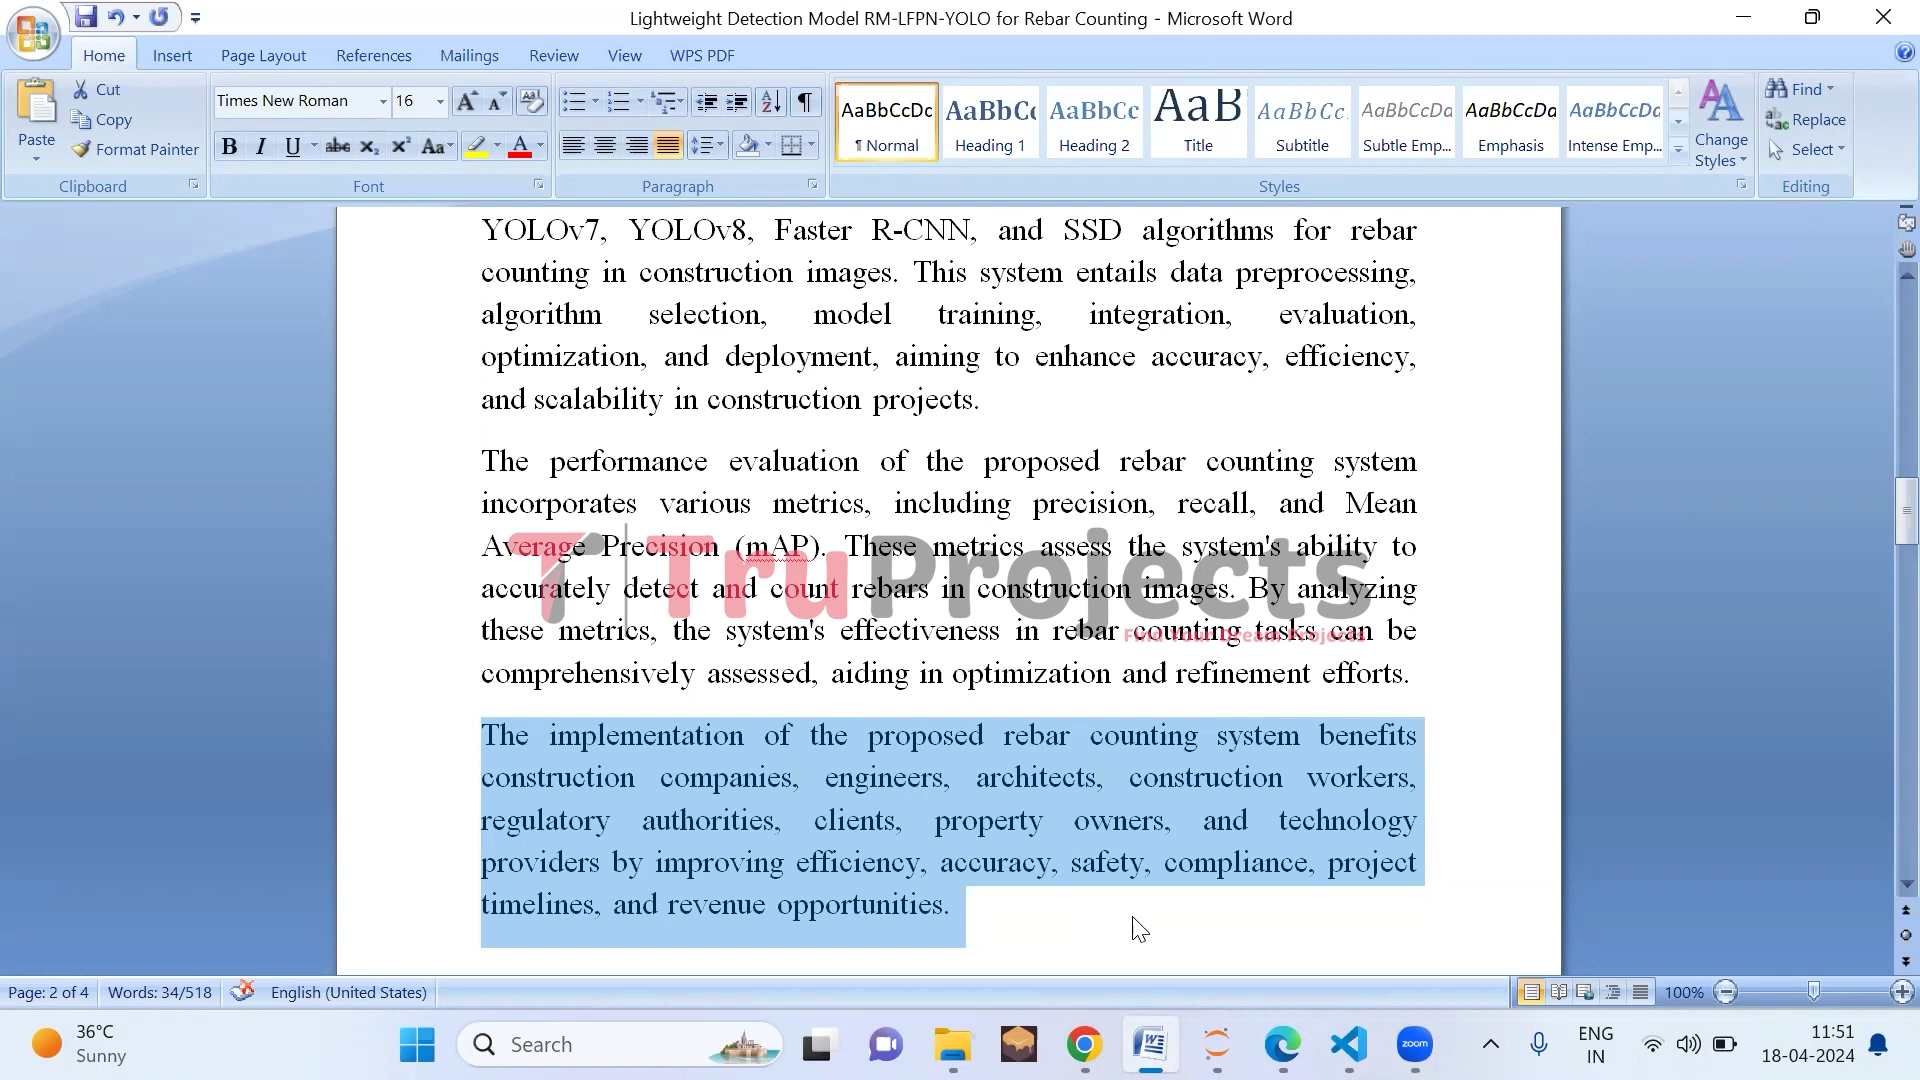 Lightweight Detection Model RM-LFPN-YOLO for Rebar Counting - Microsoft Word
Home Insert Page Layout References Mailings Review View WPS PDF
Paste
Cut
Copy
Format Painter
Clipboard
Times New Roman 16
Font
Paragraph
AaBbCcDc AaBbCc AaBbCc AaB AaBbCc. AaBbCcDa AaBbCcDa AaBbCcDa
¶ Normal Heading 1 Heading 2 Title Subtitle Subtle Emp... Emphasis Intense Emp...
Change
Styles
Styles
Find
Replace
Select
Editing
YOLOv7, YOLOv8, Faster R-CNN, and SSD algorithms for rebar
counting in construction images. This system entails data preprocessing,
algorithm selection, model training, integration, evaluation,
optimization, and deployment, aiming to enhance accuracy, efficiency,
and scalability in construction projects.
The performance evaluation of the proposed rebar counting system
incorporates various metrics, including precision, recall, and Mean
Average Precision (mAP). These metrics assess the system's ability to
accurately detect and count rebars in construction images. By analyzing
these metrics, the system's effectiveness in rebar counting tasks can be
comprehensively assessed, aiding in optimization and refinement efforts.
TruProjects
Find Your Dream Projects
The implementation of the proposed rebar counting system benefits
construction companies, engineers, architects, construction workers,
regulatory authorities, clients, property owners, and technology
providers by improving efficiency, accuracy, safety, compliance, project
timelines, and revenue opportunities.
Page: 2 of 4 Words: 34/518 English (United States) 100%
36°C
Sunny
Search
zoom
ENG
IN
11:51
18-04-2024